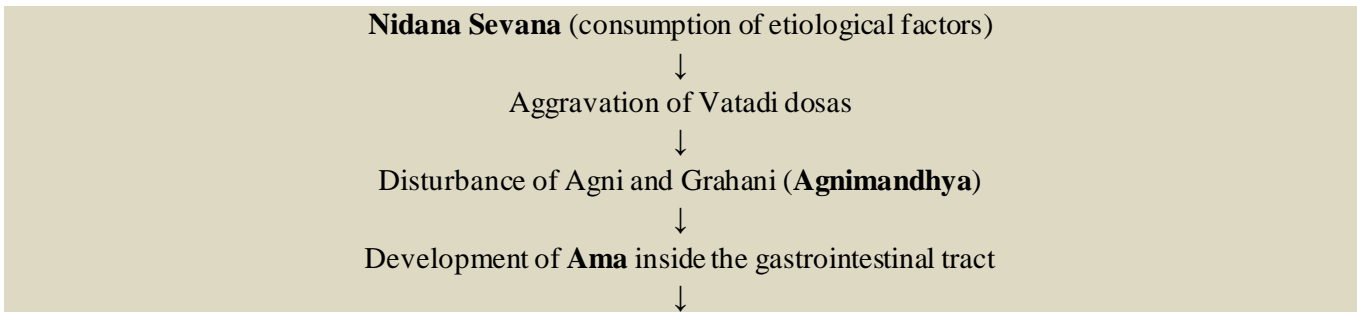 Nidana Sevana (consumption of etiological factors)
↓
Aggravation of Vatadi dosas
↓
Disturbance of Agni and Grahani (Agnimandhya)
↓
Development of Ama inside the gastrointestinal tract
↓